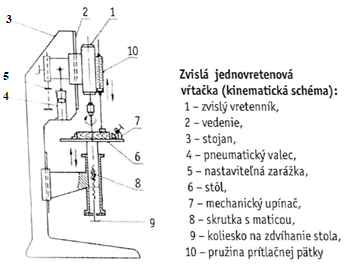 3
2
1
10
5
4
7
6
8
9
Zvislá jednovretenová
vŕtačka (kinematická schéma):
1 – zvislý vretenník,
2 – vedenie,
3 – stojan,
4 – pneumatický valec,
5 – nastaviteľná zarážka,
6 – stôl,
7 – mechanický upínač,
8 – skrutka s maticou,
9 – koliesko na zdvíhanie stola,
10 – pružina prítlačnej pätky